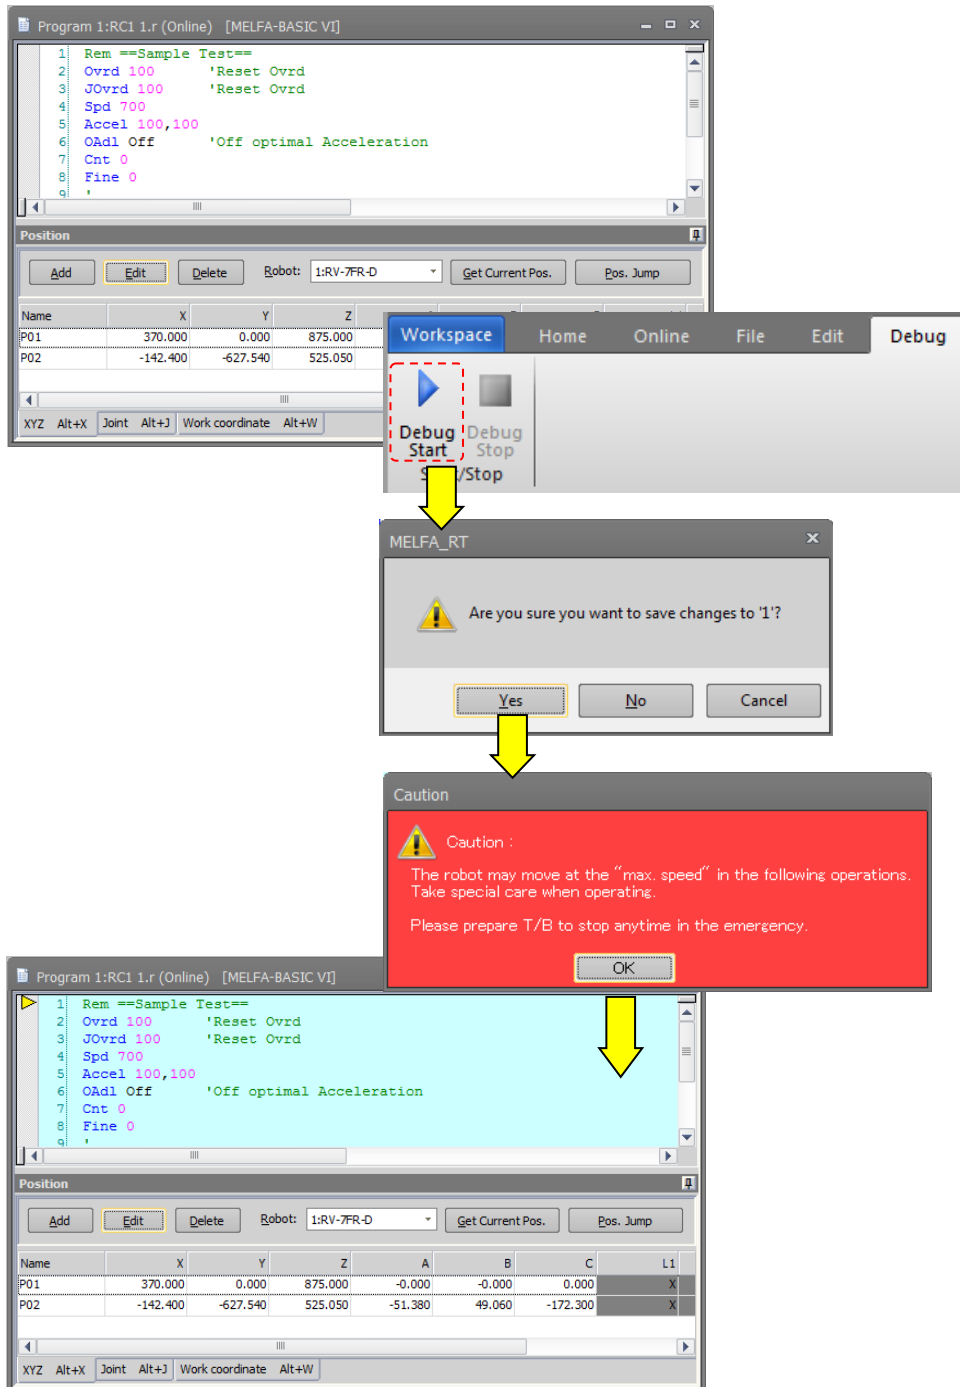 Program 1:RC1 1.r (Online) [MELFA-BASIC VI]
1 Rem ==Sample Test==
2 Ovrd 100 'Reset Ovrd
3 JOvrd 100 'Reset Ovrd
4 Spd 700
5 Accel 100,100
6 OAdl Off 'Off optimal Acceleration
7 Cnt 0
8 Fine 0
9 '
Position
Add Edit Delete Robot: 1:RV-7FR-D Get Current Pos. Pos. Jump
Name X Y Z
P01 370.000 0.000 875.000
P02 -142.400 -627.540 525.050
XYZ Alt+X Joint Alt+J Work coordinate Alt+W
Workspace Home Online File Edit Debug
Debug Start
Debug Stop
/Stop
MELFA_RT
Are you sure you want to save changes to '1'?
Yes No Cancel
Caution
Caution :
The robot may move at the "max. speed" in the following operations.
Take special care when operating.
Please prepare T/B to stop anytime in the emergency.
OK
Program 1:RC1 1.r (Online) [MELFA-BASIC VI]
1 Rem ==Sample Test==
2 Ovrd 100 'Reset Ovrd
3 JOvrd 100 'Reset Ovrd
4 Spd 700
5 Accel 100,100
6 OAdl Off 'Off optimal Acceleration
7 Cnt 0
8 Fine 0
9 '
Position
Add Edit Delete Robot: 1:RV-7FR-D Get Current Pos. Pos. Jump
Name X Y Z A B C L1
P01 370.000 0.000 875.000 -0.000 -0.000 0.000 X
P02 -142.400 -627.540 525.050 -51.380 49.060 -172.300 X
XYZ Alt+X Joint Alt+J Work coordinate Alt+W